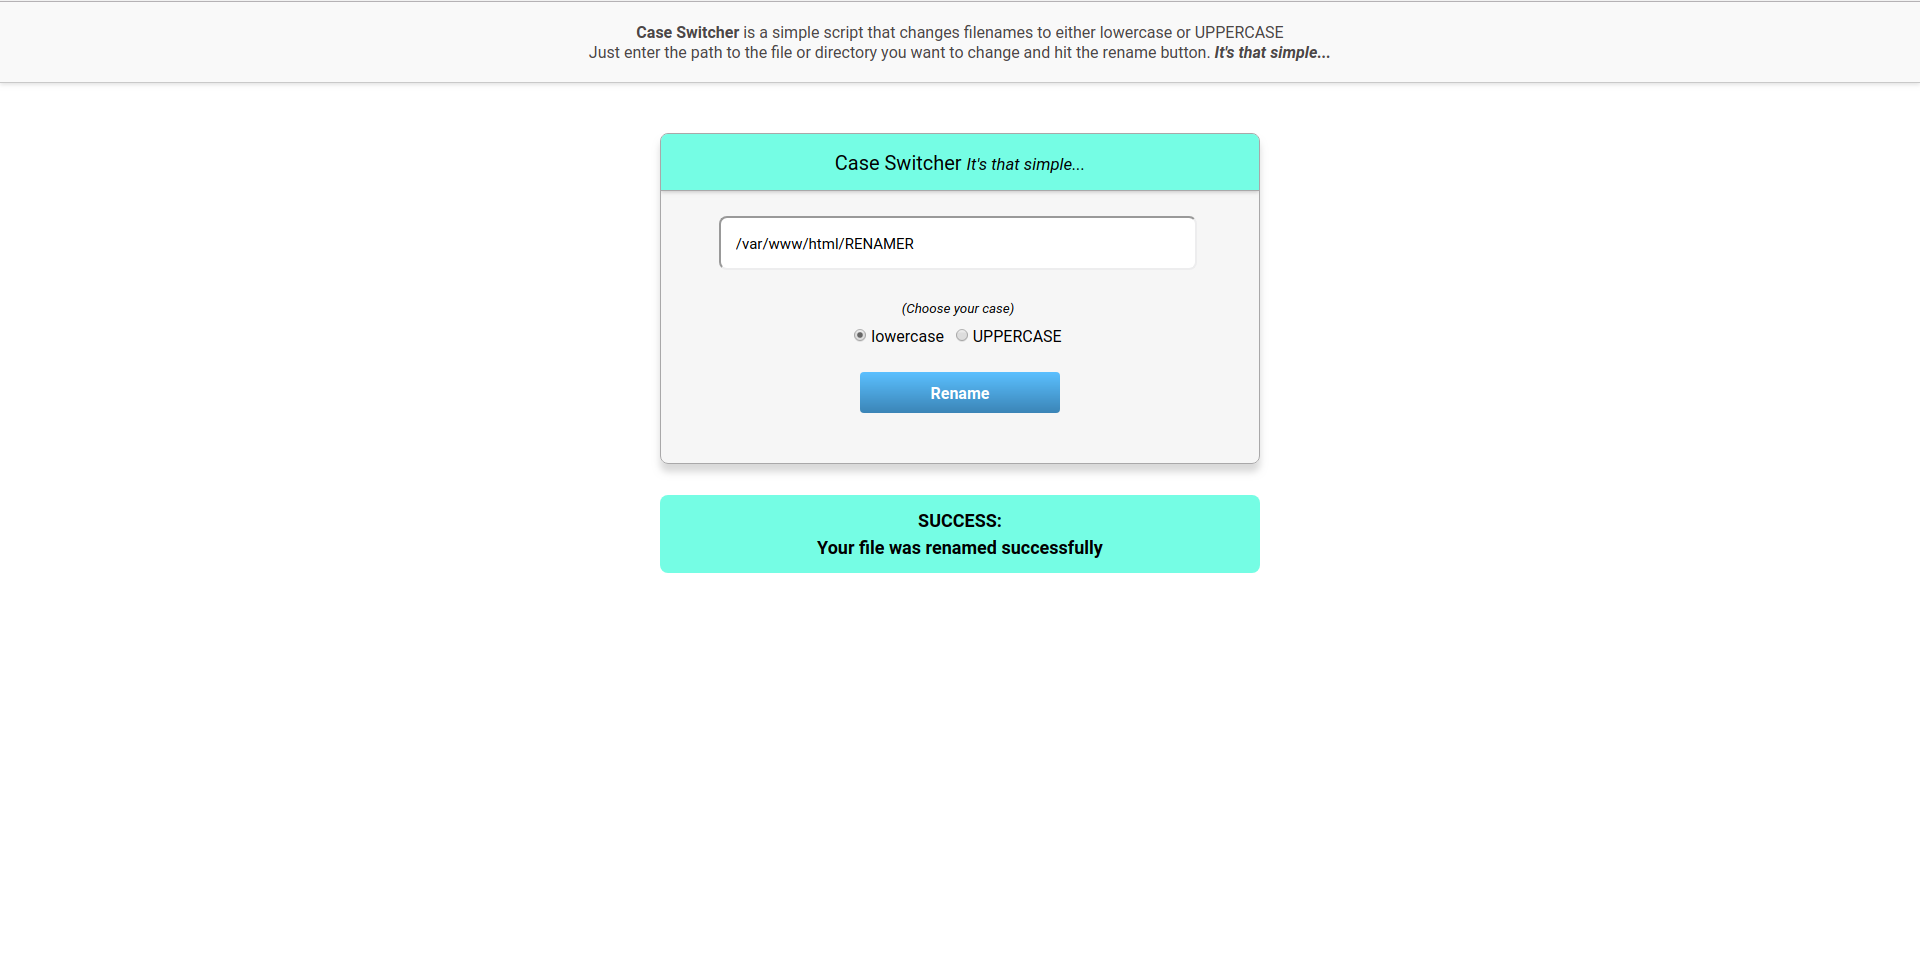 Case Switcher is a simple script that changes filenames to either lowercase or UPPERCASE
Just enter the path to the file or directory you want to change and hit the rename button. It's that simple...
Case Switcher It's that simple...
/var/www/html/RENAMER
(Choose your case)
lowercase UPPERCASE
Rename
SUCCESS:
Your file was renamed successfully